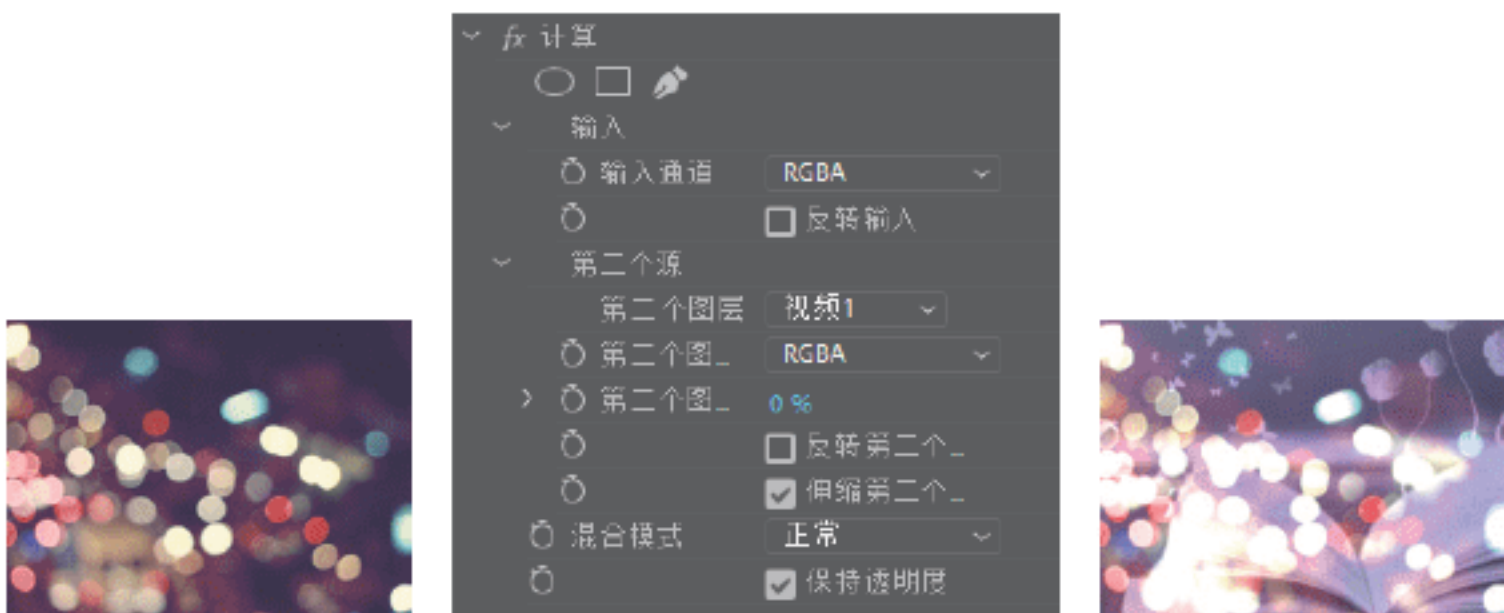 fx 计算
输入
输入通道 RGBA
反转输入
第二个源
第二个图层 视频1
第二个图_ RGBA
第二个图_ 0 %
反转第二个_
伸缩第二个_
混合模式 正常
保持透明度